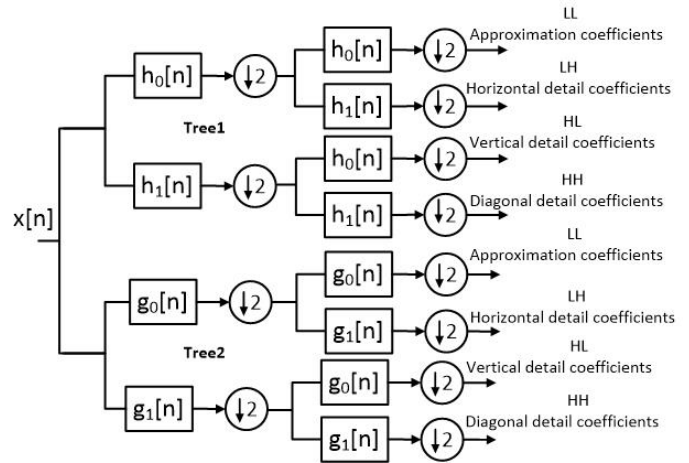 LL
Approximation coefficients
h₀[n]
↓2
h₀[n]
↓2
LH
Horizontal detail coefficients
h₁[n]
↓2
Tree1
HL
Vertical detail coefficients
h₁[n]
↓2
h₀[n]
↓2
HH
Diagonal detail coefficients
h₁[n]
↓2
x[n]
LL
Approximation coefficients
g₀[n]
↓2
g₀[n]
↓2
LH
Horizontal detail coefficients
g₁[n]
↓2
Tree2
HL
Vertical detail coefficients
g₁[n]
↓2
g₀[n]
↓2
HH
Diagonal detail coefficients
g₁[n]
↓2